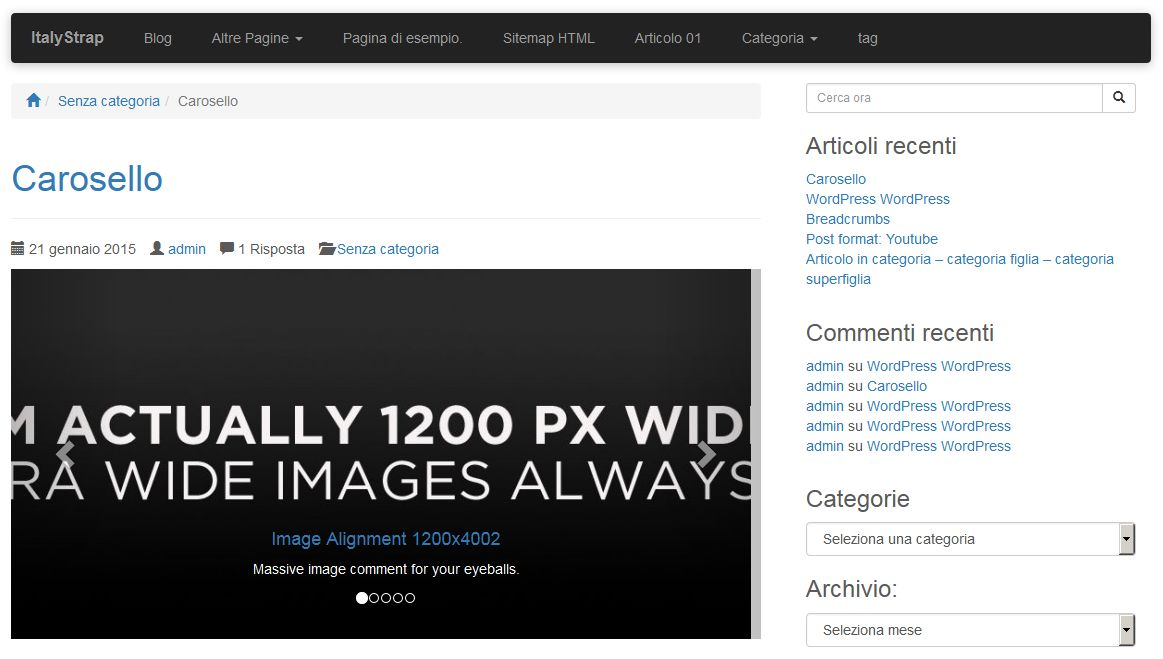 ItalyStrap Blog Altre Pagine Pagina di esempio. Sitemap HTML Articolo 01 Categoria tag
/ Senza categoria / Carosello
Carosello
21 gennaio 2015 admin 1 Risposta Senza categoria
ACTUALLY 1200 PX
WIDE IMAGES ALWAYS
Image Alignment 1200x4002
Massive image comment for your eyeballs.
Cerca ora
Articoli recenti
Carosello
WordPress WordPress
Breadcrumbs
Post format: Youtube
Articolo in categoria – categoria figlia – categoria
superfiglia
Commenti recenti
admin su WordPress WordPress
admin su Carosello
admin su WordPress WordPress
admin su WordPress WordPress
admin su WordPress WordPress
Categorie
Seleziona una categoria
Archivio:
Seleziona mese